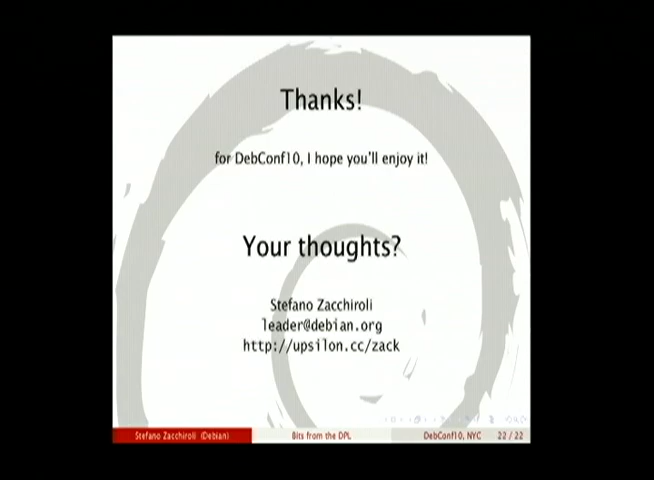 Thanks!
for DebConf10, I hope you'll enjoy it!
Your thoughts?
Stefano Zacchiroli
leader@debian.org
http://upsilon.cc/zack
Stefano Zacchiroli (Debian)
Bits from the DPL
DebConf10, NYC
22 / 22